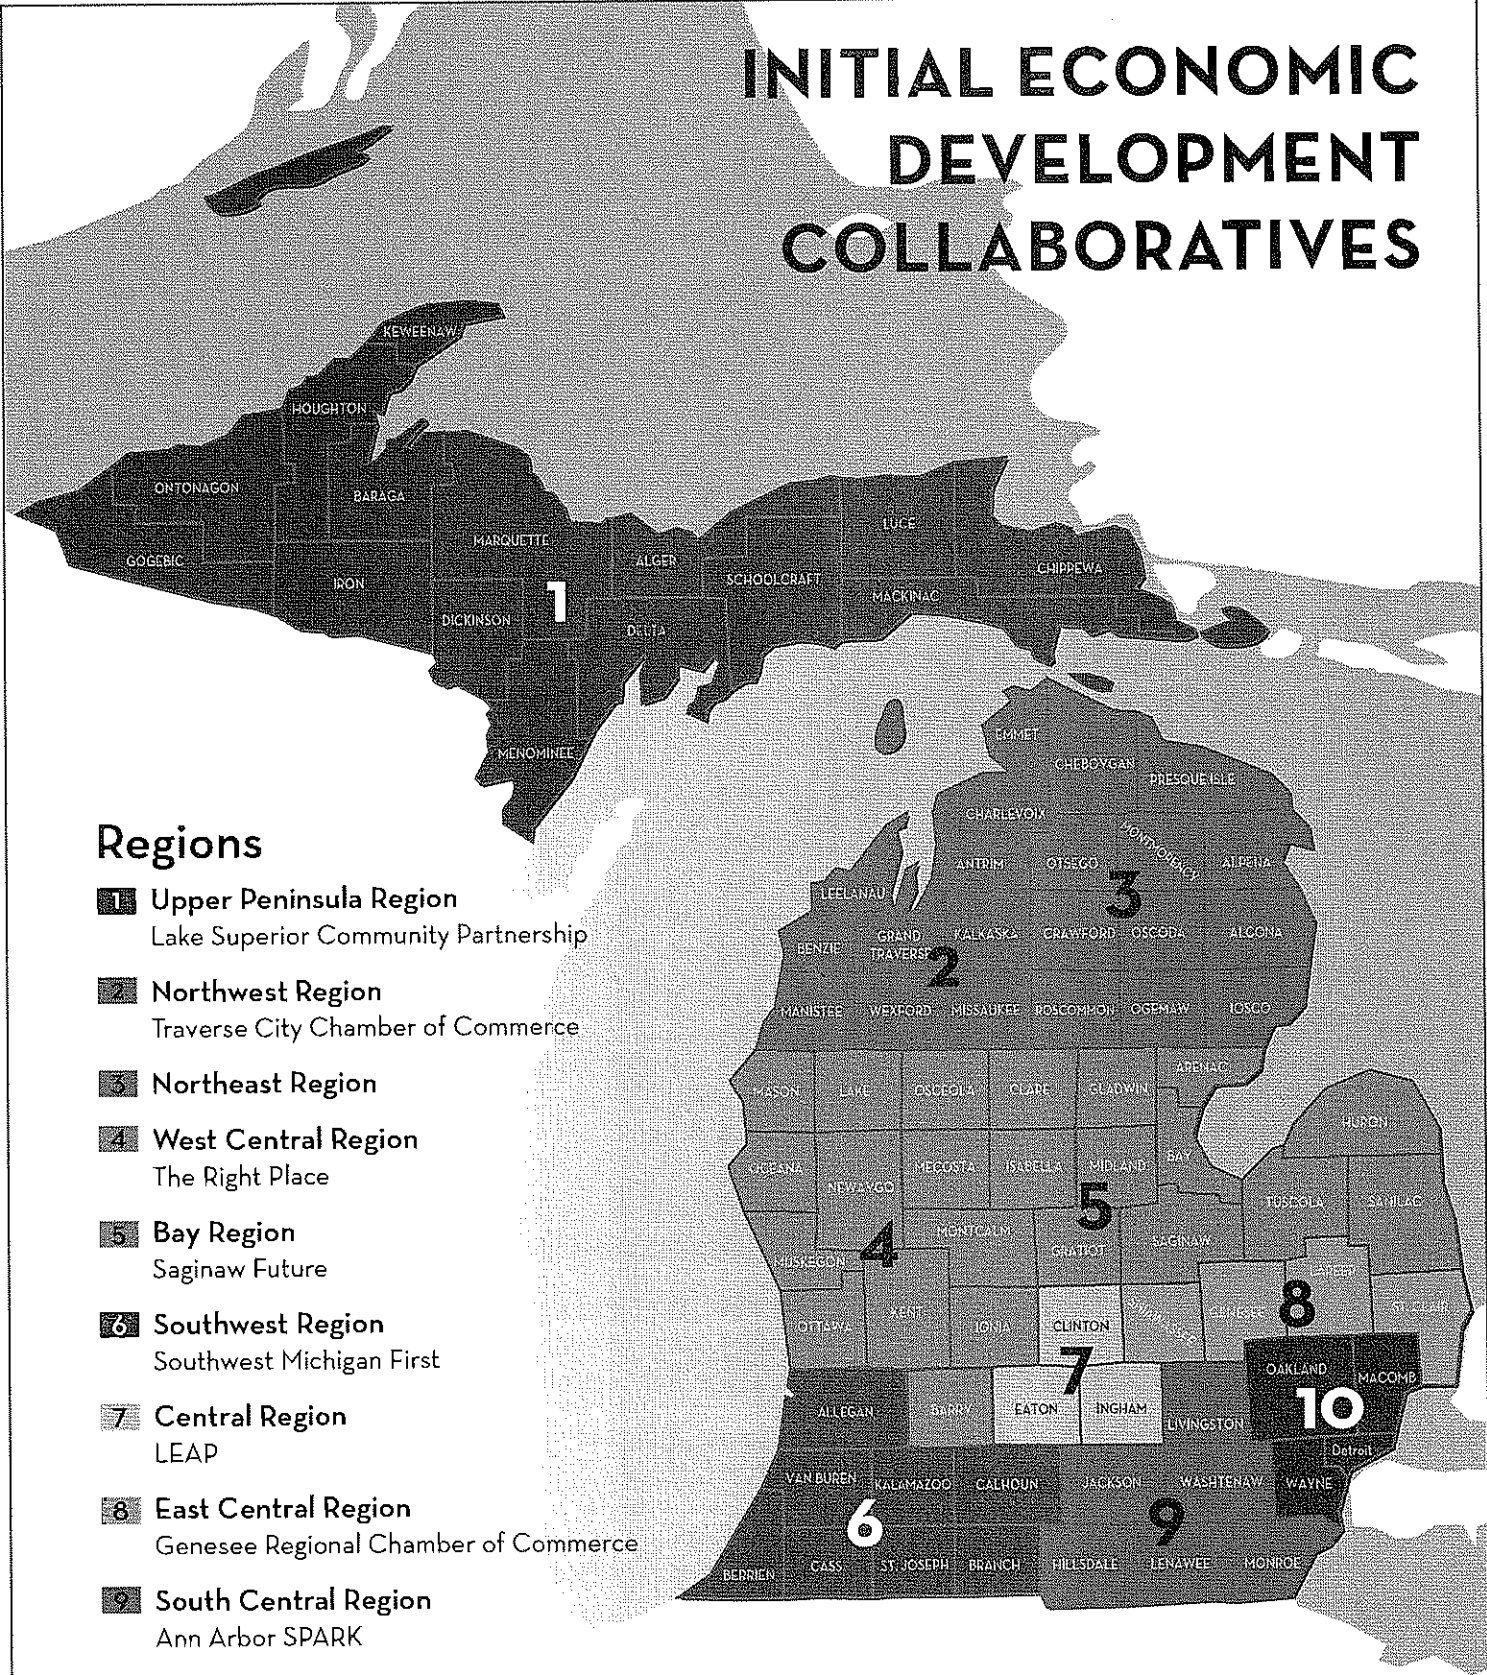 INITIAL ECONOMIC
DEVELOPMENT
COLLABORATIVES
KEWEENAW
HOUGHTON
ONTONAGON
BARAGA
GOGEBIC
IRON
MARQUETTE
DICKINSON
1
ALGER
DELTA
SCHOOLCRAFT
LUCE
MACKINAC
CHIPPEWA
MENOMINEE
EMMET
CHEBOYGAN
PRESQUE ISLE
CHARLEVOIX
ANTRIM
OTSEGO
MONTMORENCY
ALPENA
3
LEELANAU
BENZIE
GRAND
TRAVERSE
2
KALKASKA
CRAWFORD
OSCODA
ALCONA
MANISTEE
WEXFORD
MISSAUKEE
ROSCOMMON
OGEMAW
IOSCO
MASON
LAKE
OSCEOLA
CLARE
GLADWIN
ARENAC
HURON
OCEANA
NEWAYGO
MECOSTA
ISABELLA
MIDLAND
BAY
5
TUSCOLA
SANILAC
MUSKEGON
4
MONTCALM
GRATIOT
SAGINAW
LAPEER
OTTAWA
KENT
IONIA
CLINTON
SHIAWASSEE
GENESEE
8
ST. CLAIR
7
ALLEGAN
BARRY
EATON
INGHAM
LIVINGSTON
OAKLAND
MACOMB
10
Detroit
VAN BUREN
KALAMAZOO
CALHOUN
JACKSON
WASHTENAW
WAYNE
6
9
BERRIEN
CASS
ST. JOSEPH
BRANCH
HILLSDALE
LENAWEE
MONROE
Regions
1 Upper Peninsula Region
Lake Superior Community Partnership
2 Northwest Region
Traverse City Chamber of Commerce
3 Northeast Region
4 West Central Region
The Right Place
5 Bay Region
Saginaw Future
6 Southwest Region
Southwest Michigan First
7 Central Region
LEAP
8 East Central Region
Genesee Regional Chamber of Commerce
9 South Central Region
Ann Arbor SPARK